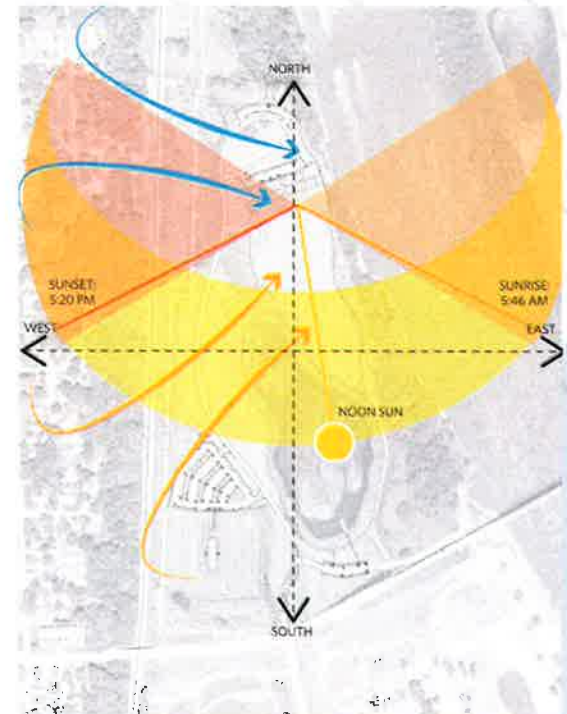 NORTH
SUNSET:
5:20 PM
SUNRISE:
5:46 AM
WEST
EAST
NOON SUN
SOUTH